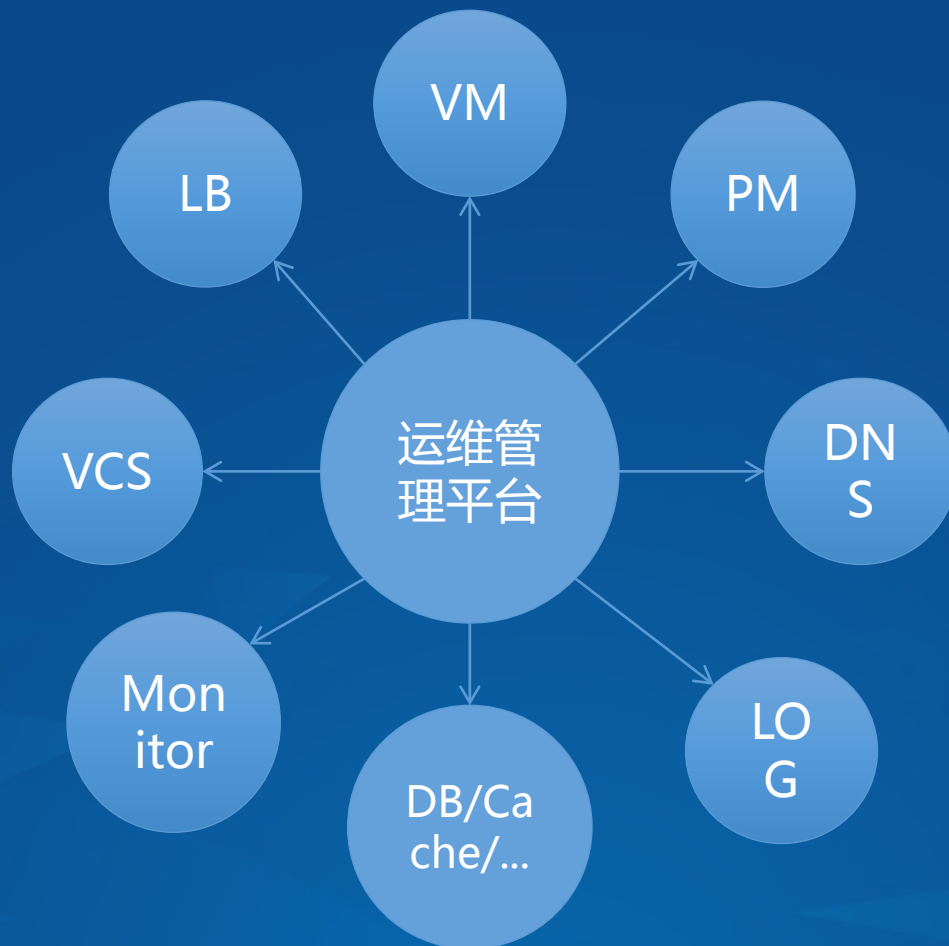 VM
LB
PM
运维管
理平台
VCS
DN
S
Mon
itor
LO
G
DB/Ca
che/...